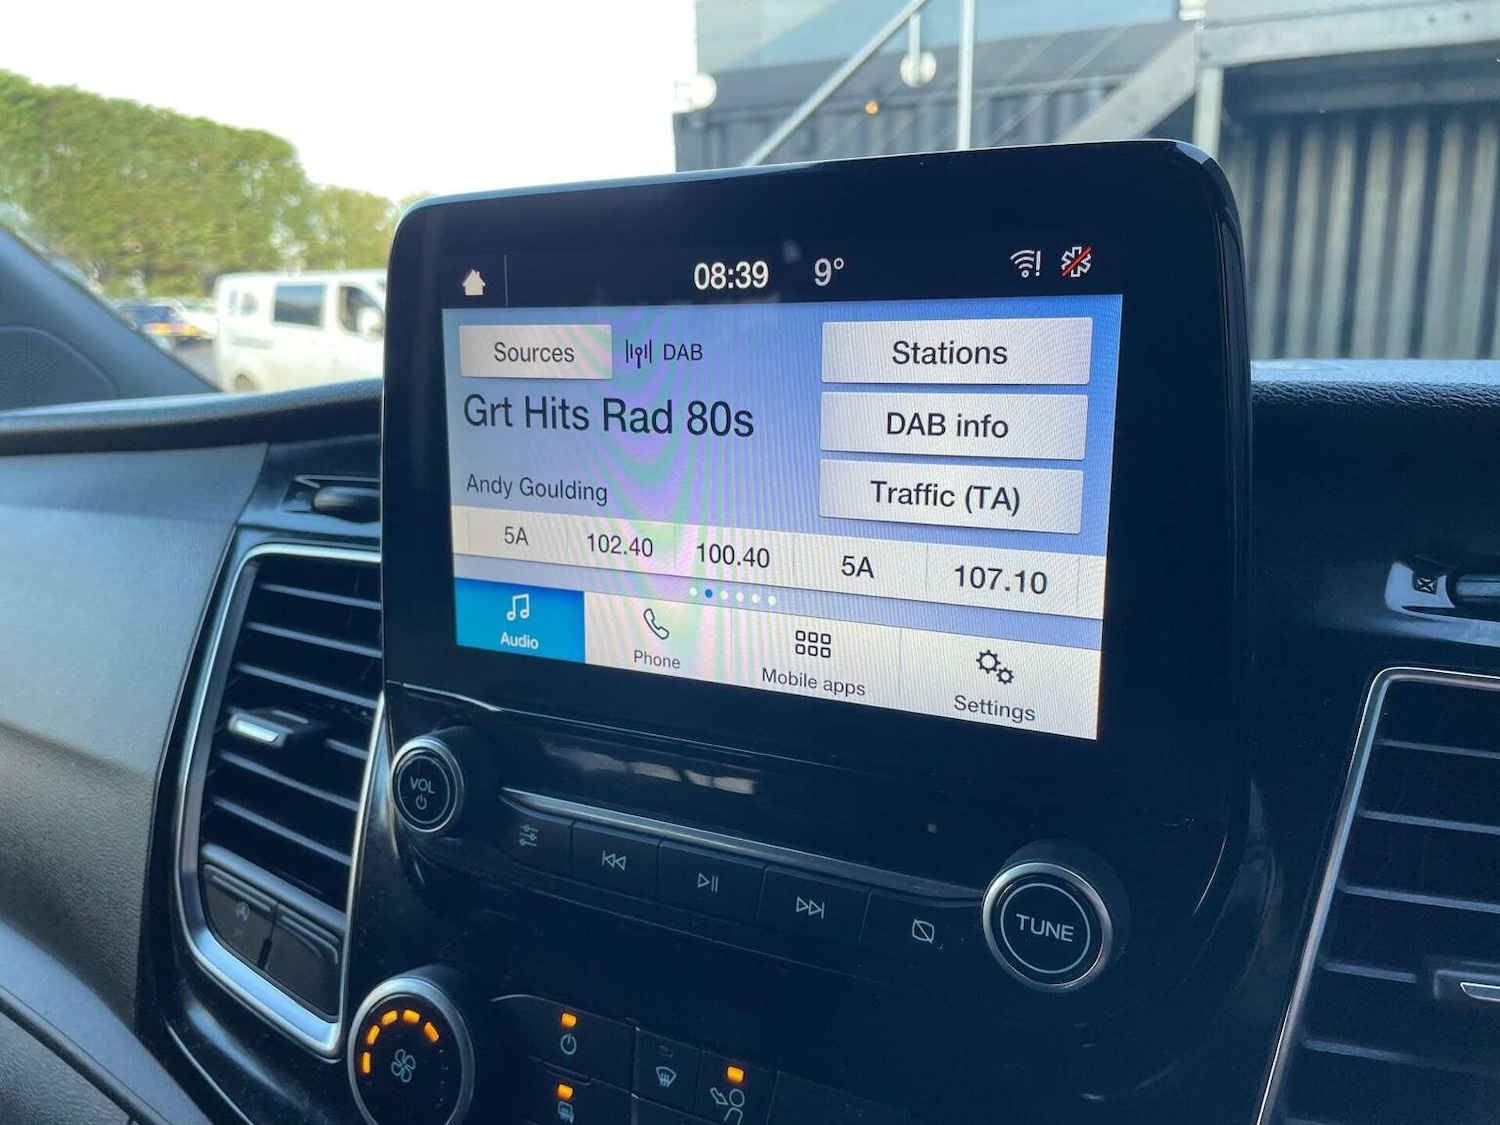 08:39 9°
Sources DAB Stations
Grt Hits Rad 80s DAB info
Andy Goulding Traffic (TA)
5A 102.40 100.40 5A 107.10
Audio Phone Mobile apps Settings
VOL
TUNE